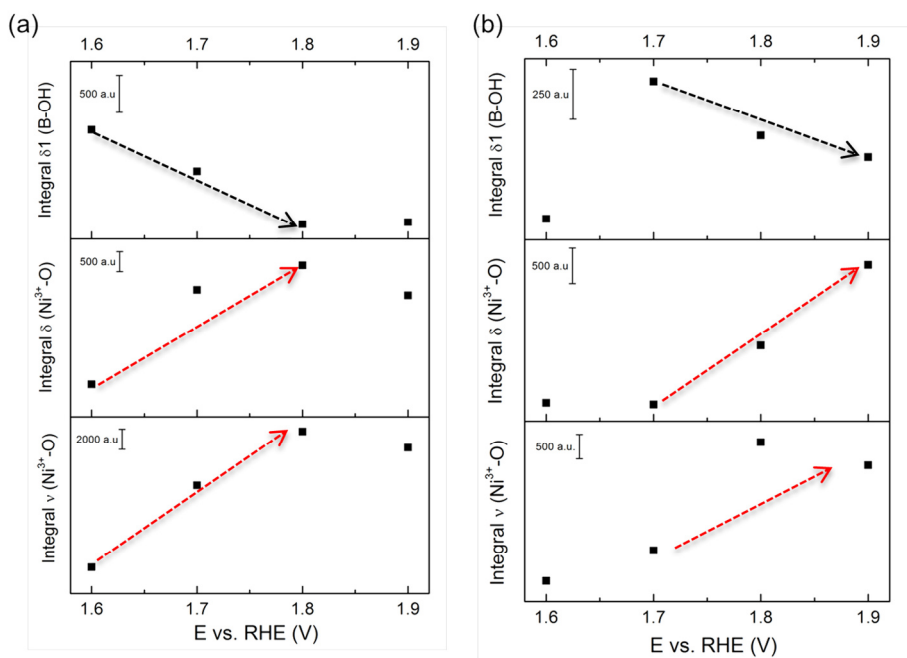 (a)
1.6 1.7 1.8 1.9
500 a.u
Integral δ1 (B-OH)
500 a.u
Integral δ (Ni³⁺-O)
2000 a.u
Integral ν (Ni³⁺-O)
1.6 1.7 1.8 1.9
E vs. RHE (V)
(b)
1.6 1.7 1.8 1.9
250 a.u
Integral δ1 (B-OH)
500 a.u
Integral δ (Ni³⁺-O)
500 a.u.
Integral ν (Ni³⁺-O)
1.6 1.7 1.8 1.9
E vs. RHE (V)